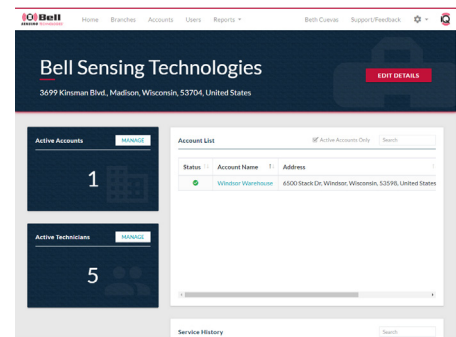 Bell
Home Branches Accounts Users Reports Beth Cuevas Support/Feedback
Bell Sensing Technologies
3699 Kinsman Blvd., Madison, Wisconsin, 53704, United States
EDIT DETAILS
Active Accounts MANAGE
1
Account List Active Accounts Only Search
Status Account Name Address
Windsor Warehouse 6500 Stack Dr, Windsor, Wisconsin, 53598, United States
Active Technicians MANAGE
5
Service History Search